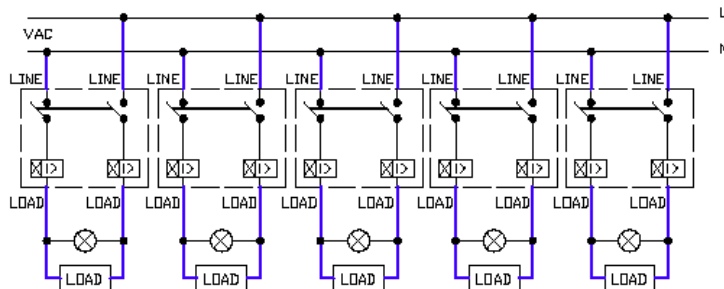 L
VAC
N
LINE LINE LINE LINE LINE LINE LINE LINE LINE LINE
I> I> I> I> I> I> I> I> I> I>
LOAD LOAD LOAD LOAD LOAD LOAD LOAD LOAD LOAD LOAD
LOAD LOAD LOAD LOAD LOAD